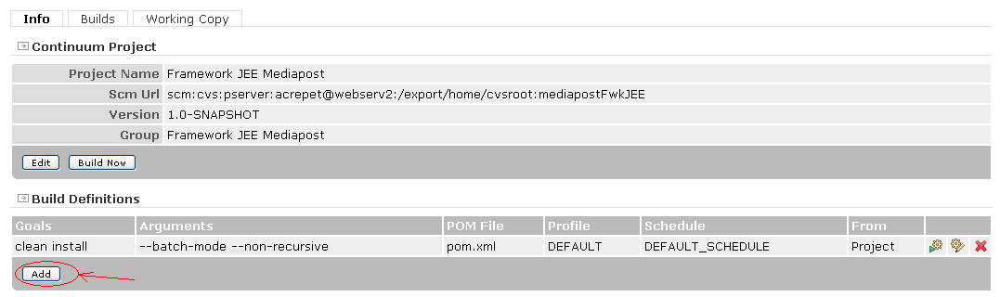 Info Builds Working Copy
Continuum Project
Project Name Framework JEE Mediapost
Scm Url scm:cvs:pserver:acrepet@webserv2:/export/home/cvsroot:mediapostFwkJEE
Version 1.0-SNAPSHOT
Group Framework JEE Mediapost
Edit Build Now
Build Definitions
Goals Arguments POM File Profile Schedule From
clean install --batch-mode --non-recursive pom.xml DEFAULT DEFAULT_SCHEDULE Project
Add